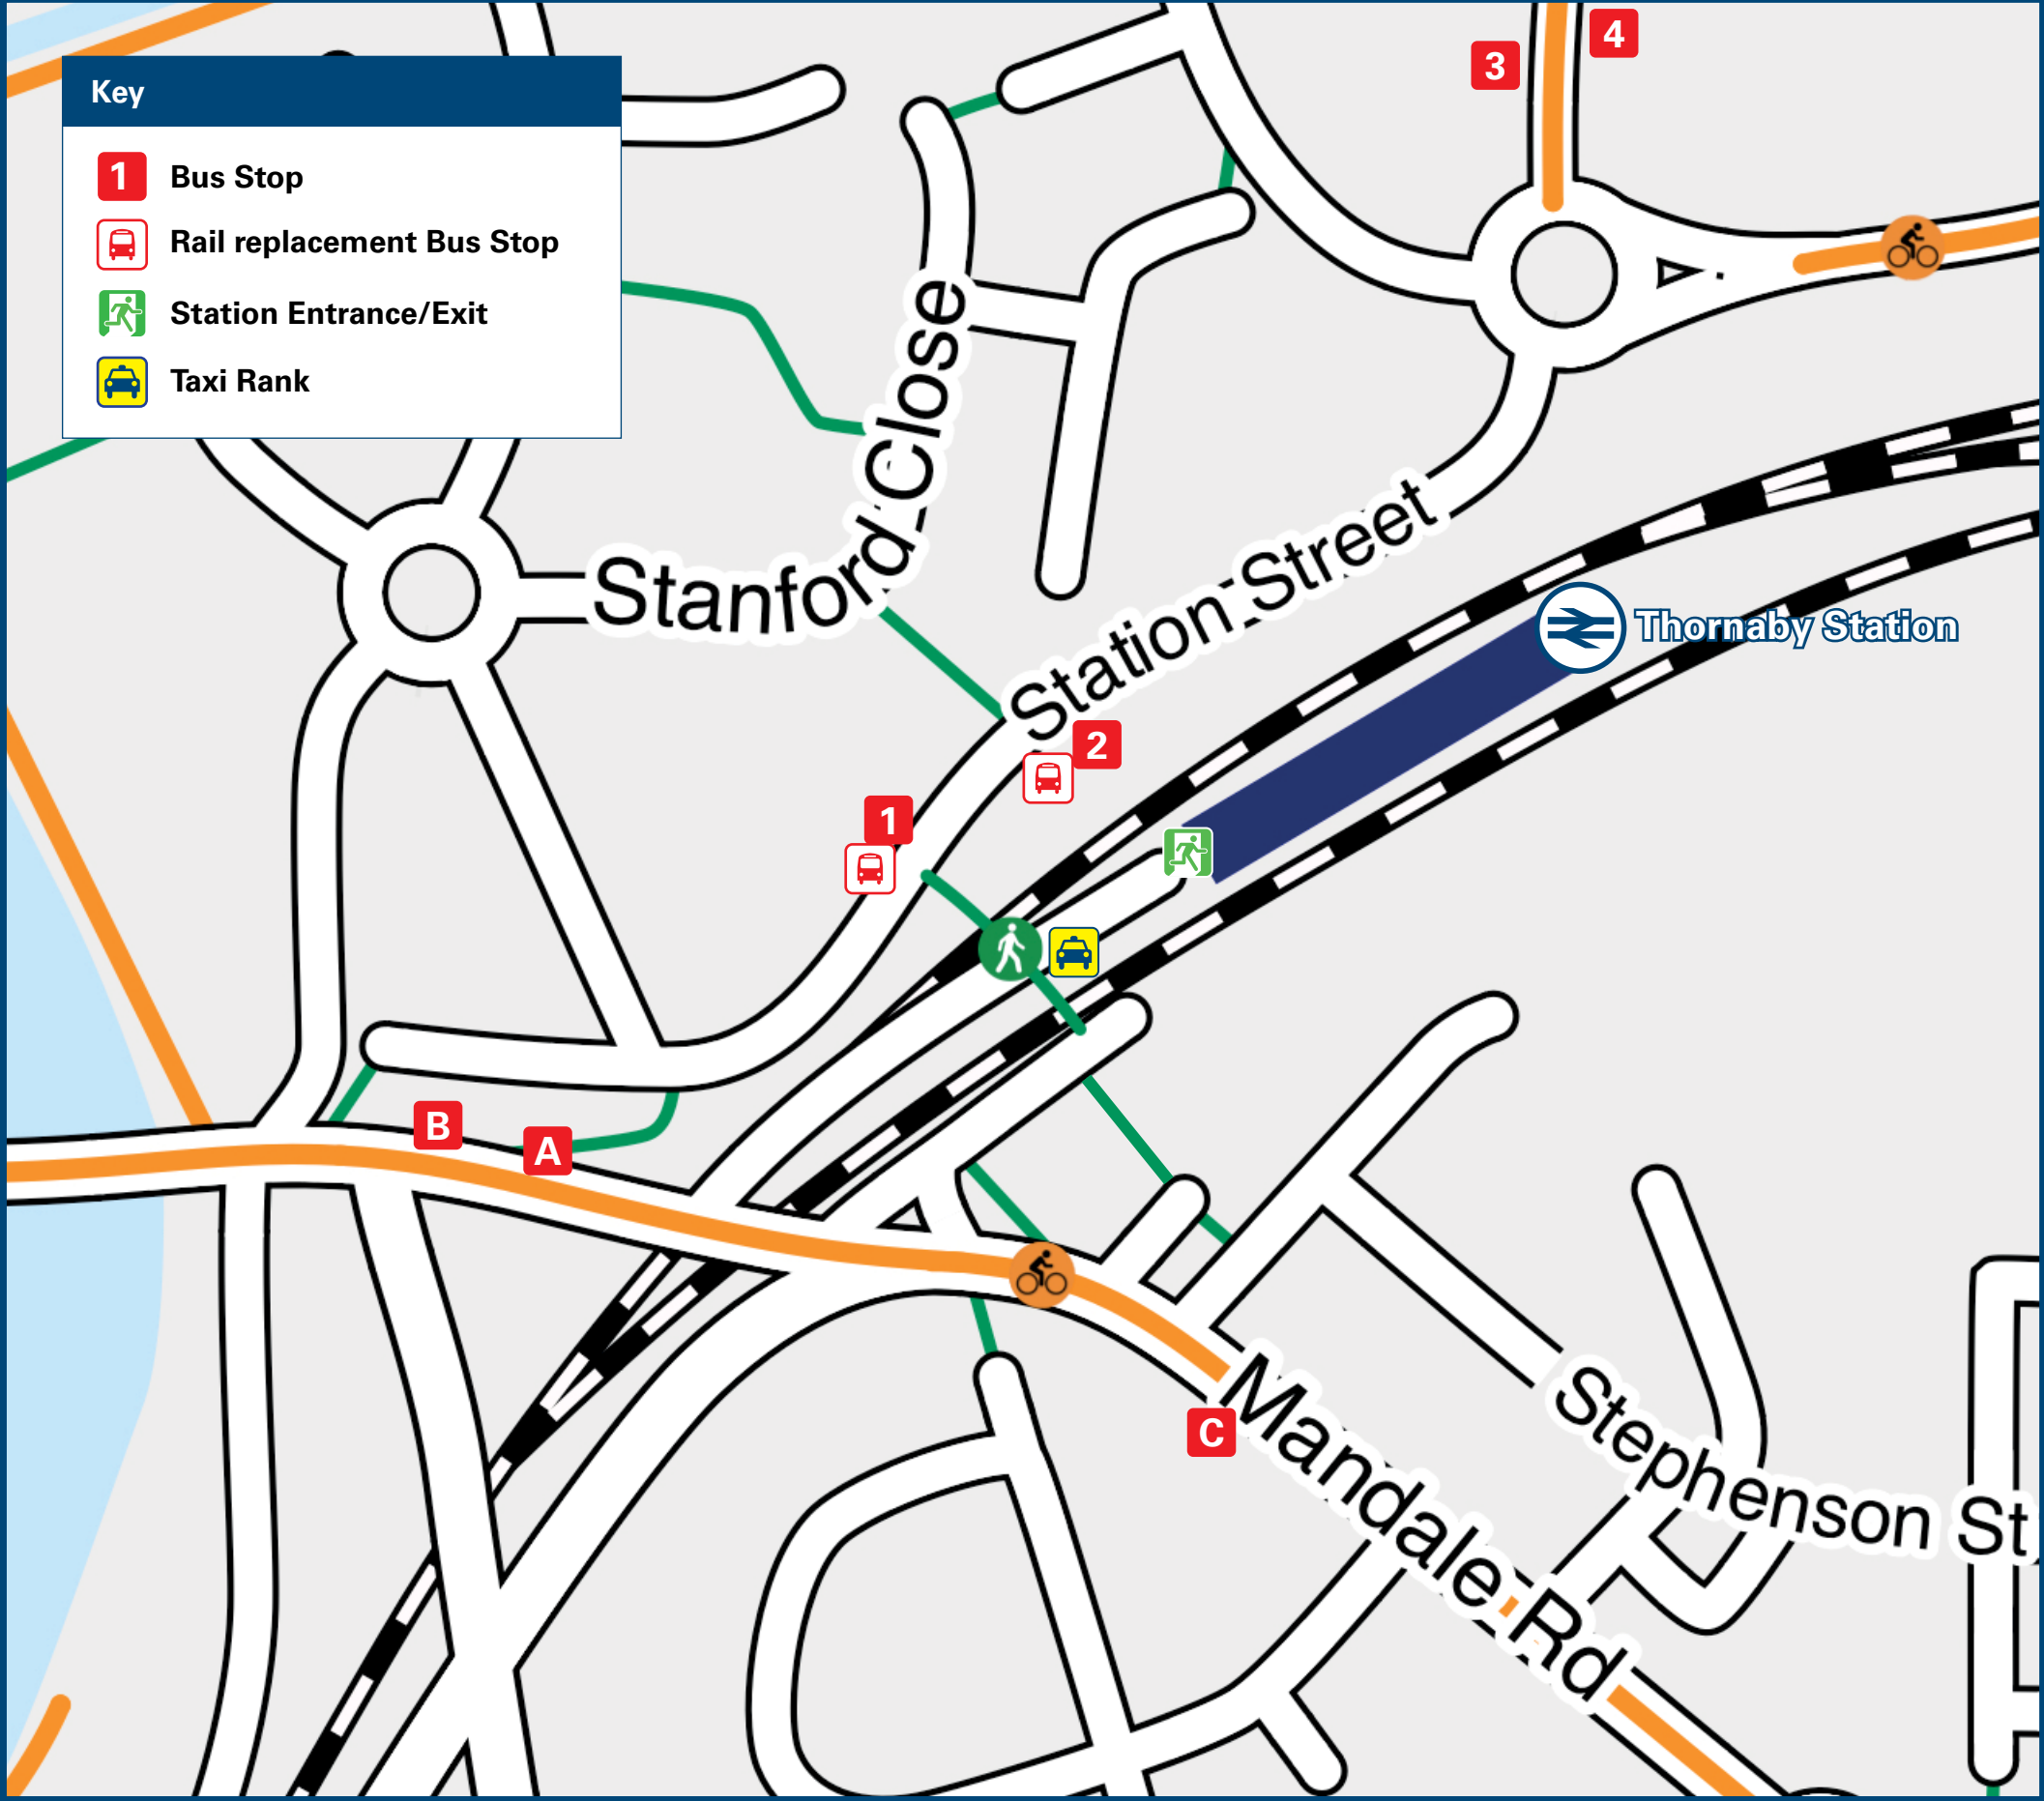 3
4
Key
1 Bus Stop
Rail replacement Bus Stop
Station Entrance/Exit
Taxi Rank
Stanford Close
Station Street
Thornaby Station
2
1
B
A
C
Mandale Rd
Stephenson St